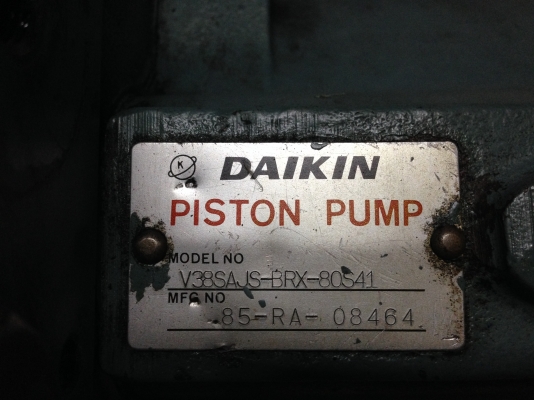 K DAIKIN
PISTON PUMP
MODEL NO
V38SAJS-BRX-80S41
MFG NO
85-RA- 08464